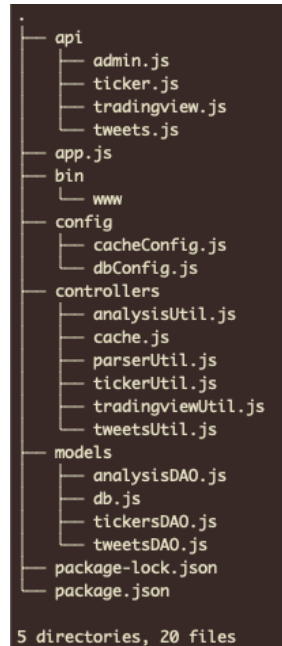 .
├── api
│   ├── admin.js
│   ├── ticker.js
│   ├── tradingview.js
│   └── tweets.js
├── app.js
├── bin
│   └── www
├── config
│   ├── cacheConfig.js
│   └── dbConfig.js
├── controllers
│   ├── analysisUtil.js
│   ├── cache.js
│   ├── parserUtil.js
│   ├── tickerUtil.js
│   ├── tradingviewUtil.js
│   └── tweetsUtil.js
├── models
│   ├── analysisDAO.js
│   ├── db.js
│   ├── tickersDAO.js
│   └── tweetsDAO.js
├── package-lock.json
└── package.json
5 directories, 20 files